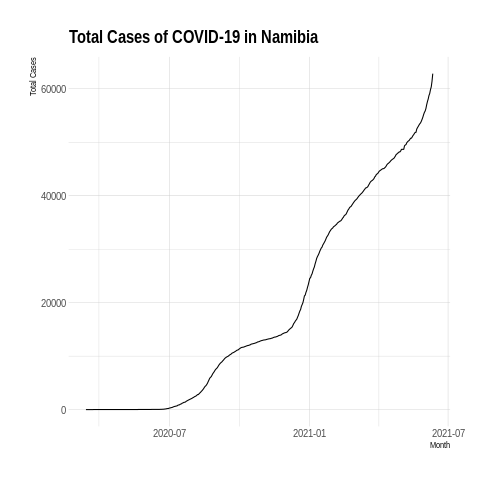 Total Cases of COVID-19 in Namibia
Total Cases
60000
40000
20000
0
2020-07
2021-01
2021-07
Month